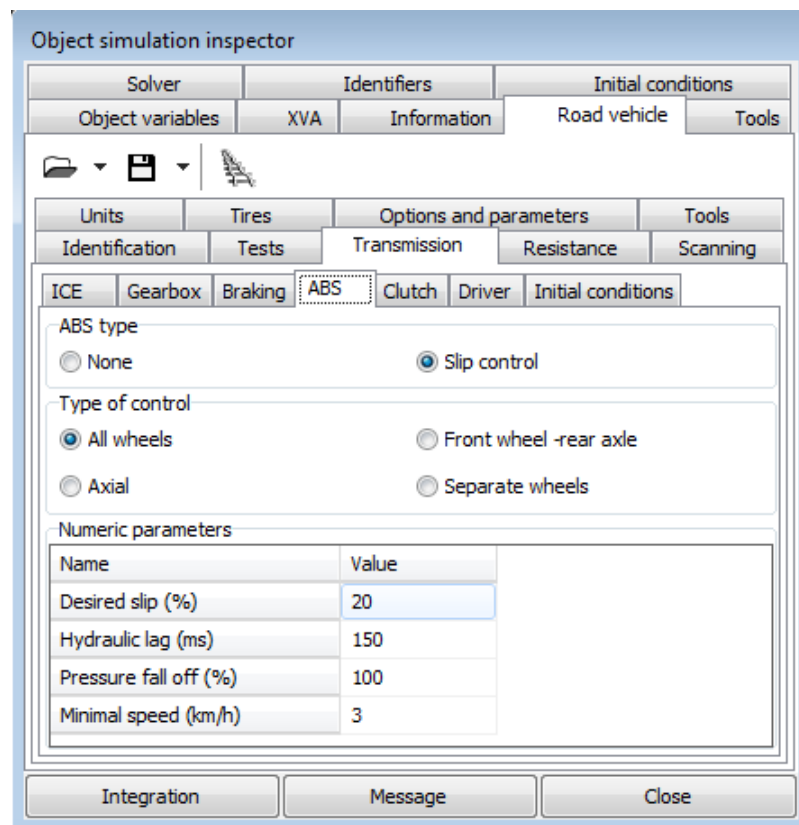 Object simulation inspector
Solver Identifiers Initial conditions
Object variables XVA Information Road vehicle Tools
Units Tires Options and parameters Tools
Identification Tests Transmission Resistance Scanning
ICE Gearbox Braking ABS Clutch Driver Initial conditions
ABS type
None Slip control
Type of control
All wheels Front wheel -rear axle
Axial Separate wheels
Numeric parameters
Name Value
Desired slip (%) 20
Hydraulic lag (ms) 150
Pressure fall off (%) 100
Minimal speed (km/h) 3
Integration Message Close